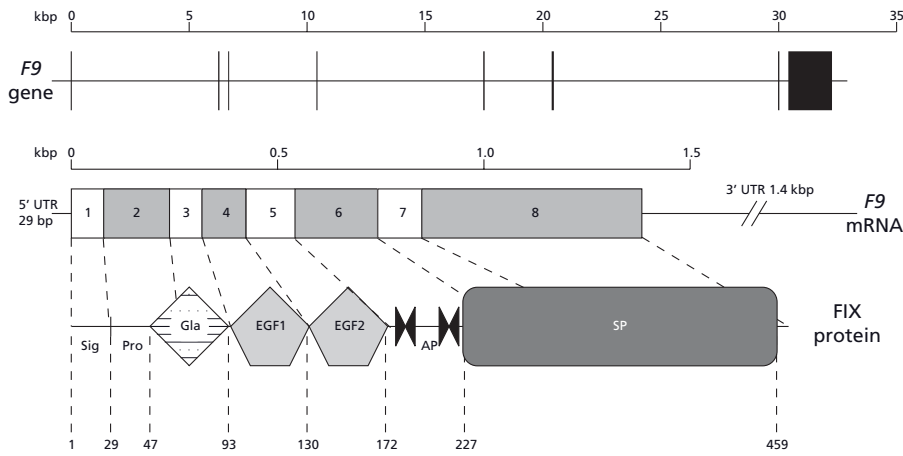 kbp 0 5 10 15 20 25 30 35
F9
gene
kbp 0 0.5 1.0 1.5
5' UTR
29 bp
1 2 3 4 5 6 7 8
3' UTR 1.4 kbp
F9
mRNA
Gla EGF1 EGF2 SP
Sig Pro AP
FIX
protein
1 29 47 93 130 172 227 459